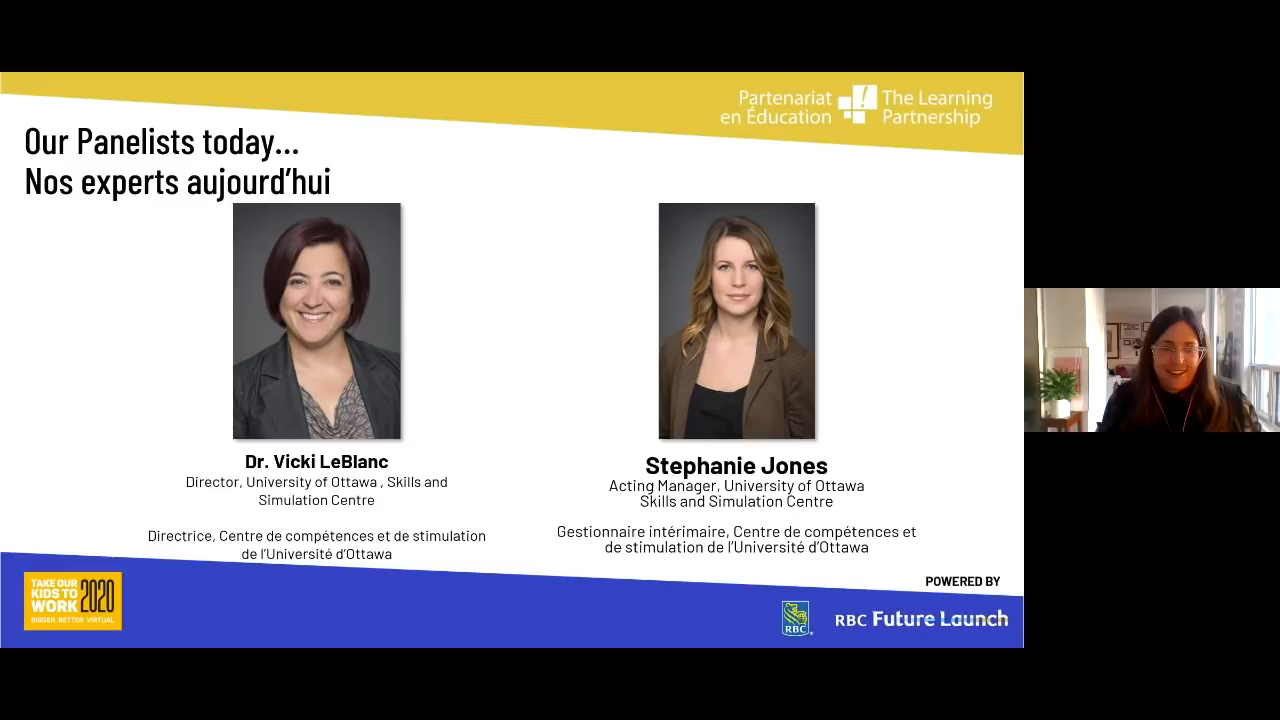 Partenariat en Éducation
The Learning Partnership
Our Panelists today...
Nos experts aujourd'hui
Dr. Vicki LeBlanc
Director, University of Ottawa , Skills and
Simulation Centre
Directrice, Centre de compétences et de stimulation
de l'Université d'Ottawa
Stephanie Jones
Acting Manager, University of Ottawa
Skills and Simulation Centre
Gestionnaire intérimaire, Centre de compétences et
de stimulation de l'Université d'Ottawa
TAKE OUR
KIDS TO
WORK 2020
BIGGER. BETTER. VIRTUAL.
POWERED BY
RBC
RBC Future Launch